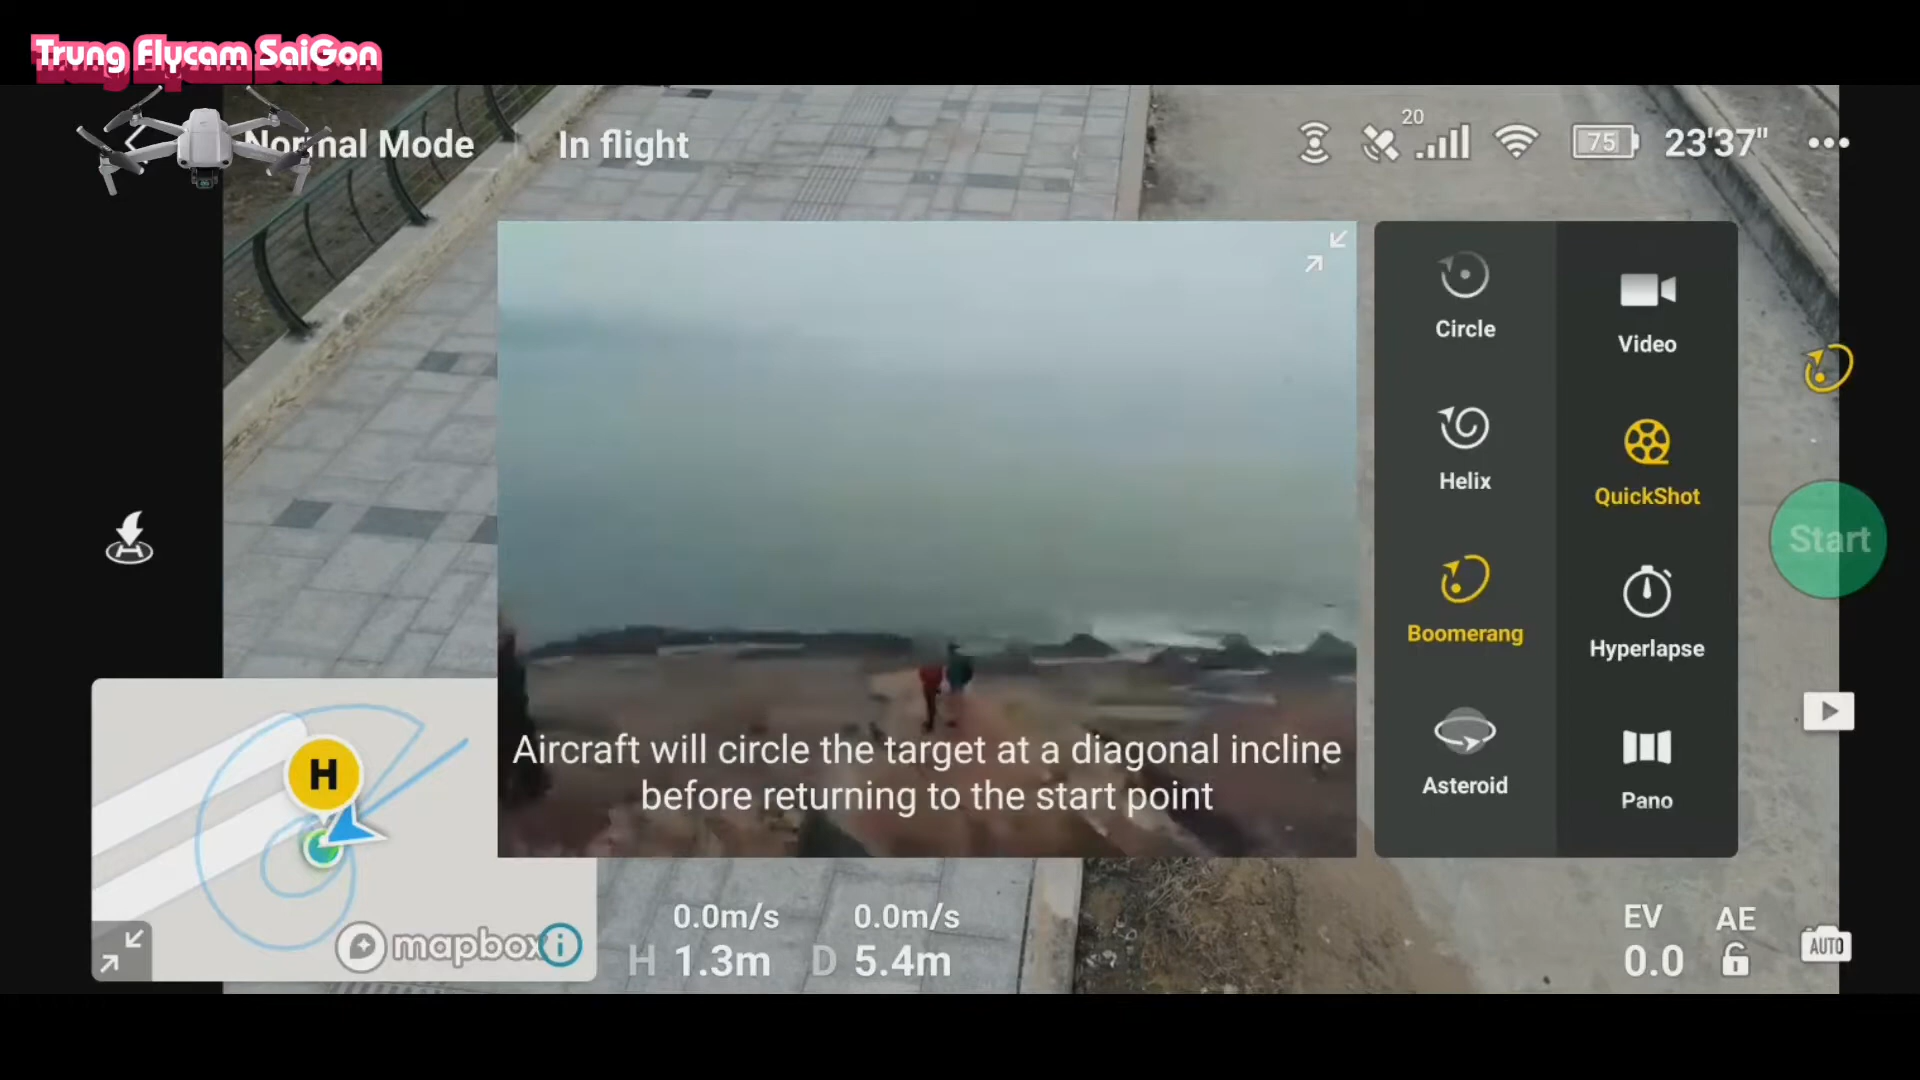 Trung Flycam SaiGon
Normal Mode
In flight
20
75
23'37"
Circle
Video
Helix
QuickShot
Start
Boomerang
Hyperlapse
Asteroid
Pano
Aircraft will circle the target at a diagonal incline
before returning to the start point
H
mapbox
i
0.0m/s
0.0m/s
H 1.3m
D 5.4m
EV
0.0
AE
AUTO